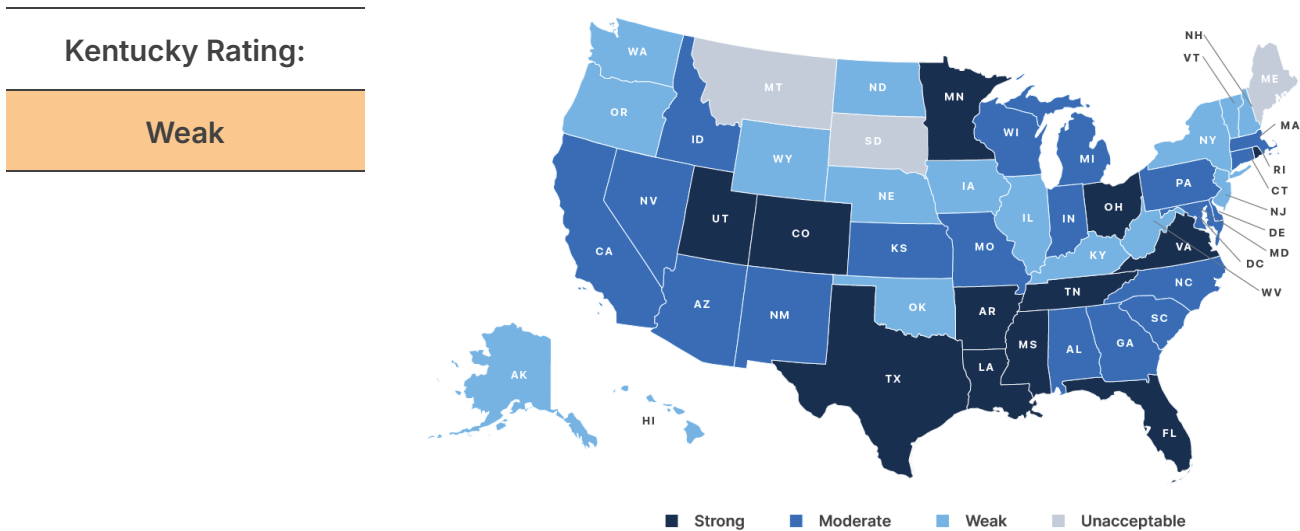 Kentucky Rating:
Weak
NH
VT
WA
ME
MT
ND
MN
OR
MA
ID
WI
NY
SD
MI
WY
RI
PA
CT
IA
NE
NV
OH
NJ
UT
IL
IN
DE
CO
VA
MD
CA
KS
MO
KY
DC
NC
WV
TN
AZ
OK
AR
NM
SC
MS
GA
AL
LA
AK
TX
HI
FL
Strong
Moderate
Weak
Unacceptable